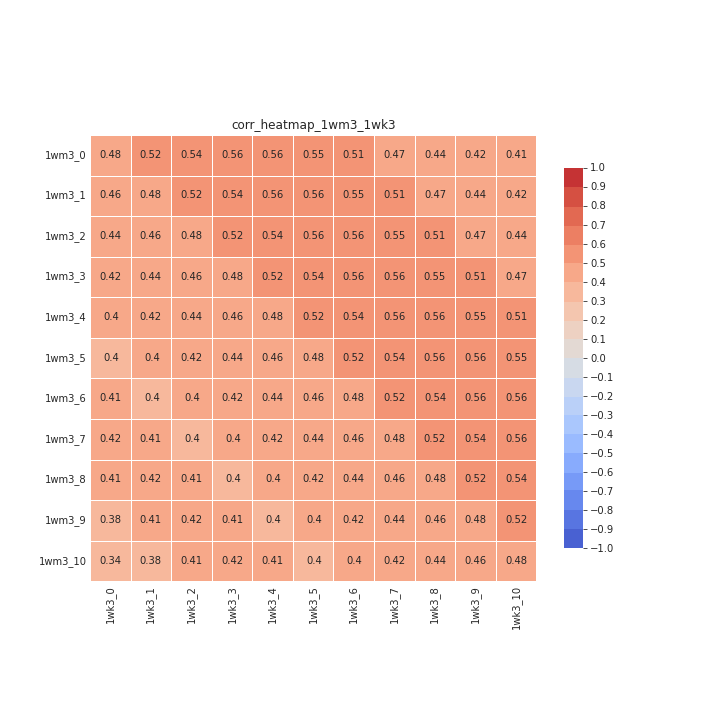 corr_heatmap_1wm3_1wk3
1wm3_0 0.48 0.52 0.54 0.56 0.56 0.55 0.51 0.47 0.44 0.42 0.41
1wm3_1 0.46 0.48 0.52 0.54 0.56 0.56 0.55 0.51 0.47 0.44 0.42
1wm3_2 0.44 0.46 0.48 0.52 0.54 0.56 0.56 0.55 0.51 0.47 0.44
1wm3_3 0.42 0.44 0.46 0.48 0.52 0.54 0.56 0.56 0.55 0.51 0.47
1wm3_4 0.4 0.42 0.44 0.46 0.48 0.52 0.54 0.56 0.56 0.55 0.51
1wm3_5 0.4 0.4 0.42 0.44 0.46 0.48 0.52 0.54 0.56 0.56 0.55
1wm3_6 0.41 0.4 0.4 0.42 0.44 0.46 0.48 0.52 0.54 0.56 0.56
1wm3_7 0.42 0.41 0.4 0.4 0.42 0.44 0.46 0.48 0.52 0.54 0.56
1wm3_8 0.41 0.42 0.41 0.4 0.4 0.42 0.44 0.46 0.48 0.52 0.54
1wm3_9 0.38 0.41 0.42 0.41 0.4 0.4 0.42 0.44 0.46 0.48 0.52
1wm3_10 0.34 0.38 0.41 0.42 0.41 0.4 0.4 0.42 0.44 0.46 0.48
1wk3_0 1wk3_1 1wk3_2 1wk3_3 1wk3_4 1wk3_5 1wk3_6 1wk3_7 1wk3_8 1wk3_9 1wk3_10
1.0
0.9
0.8
0.7
0.6
0.5
0.4
0.3
0.2
0.1
0.0
−0.1
−0.2
−0.3
−0.4
−0.5
−0.6
−0.7
−0.8
−0.9
−1.0